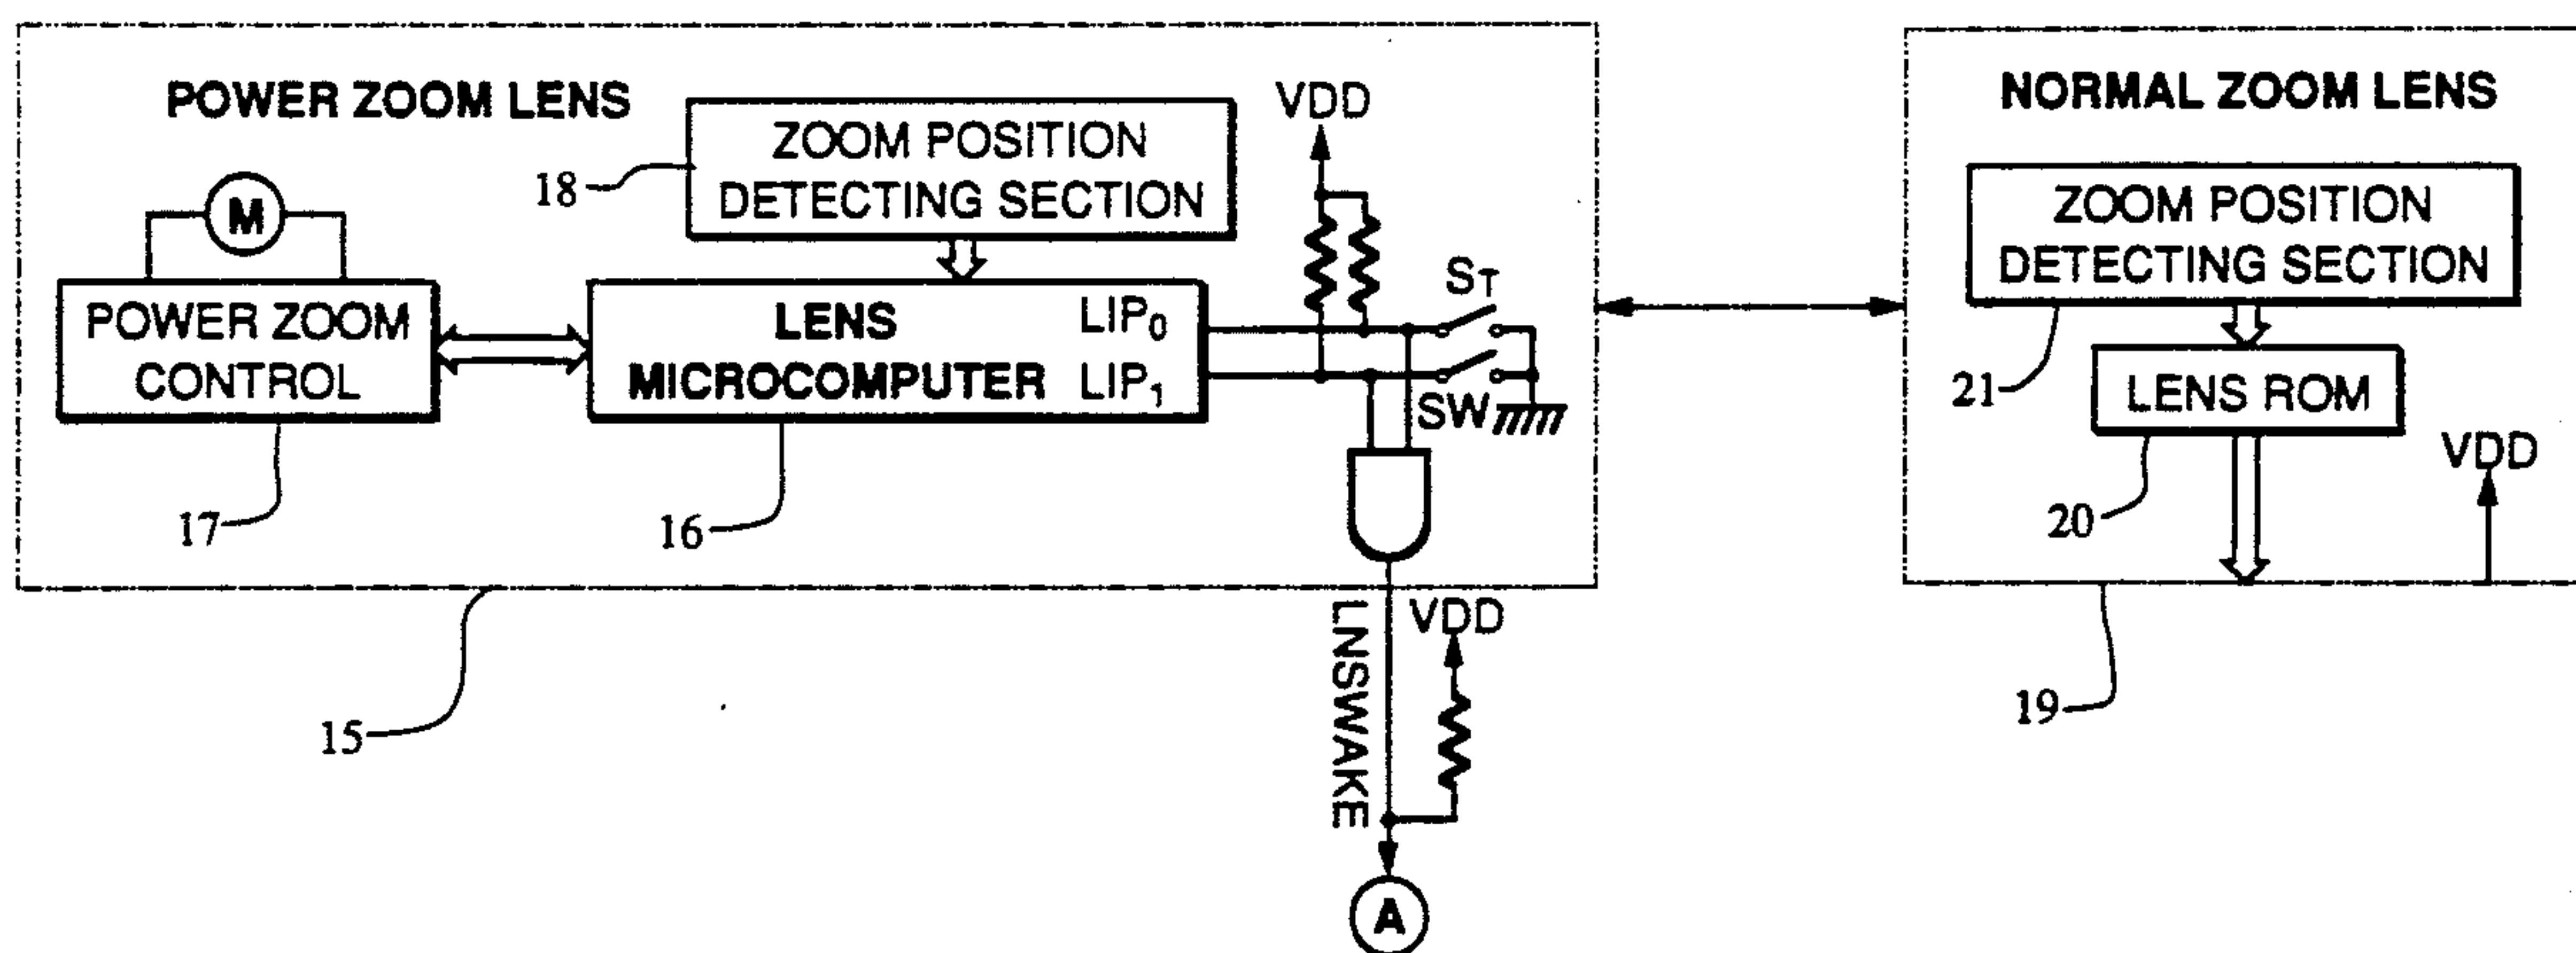 POWER ZOOM LENS
ZOOM POSITION
DETECTING SECTION
18
M
POWER ZOOM
CONTROL
17
LENS
MICROCOMPUTER
LIP₀
LIP₁
16
VDD
S_T
SW
15
LNSWAKE
VDD
A
NORMAL ZOOM LENS
ZOOM POSITION
DETECTING SECTION
21
LENS ROM
20
VDD
19